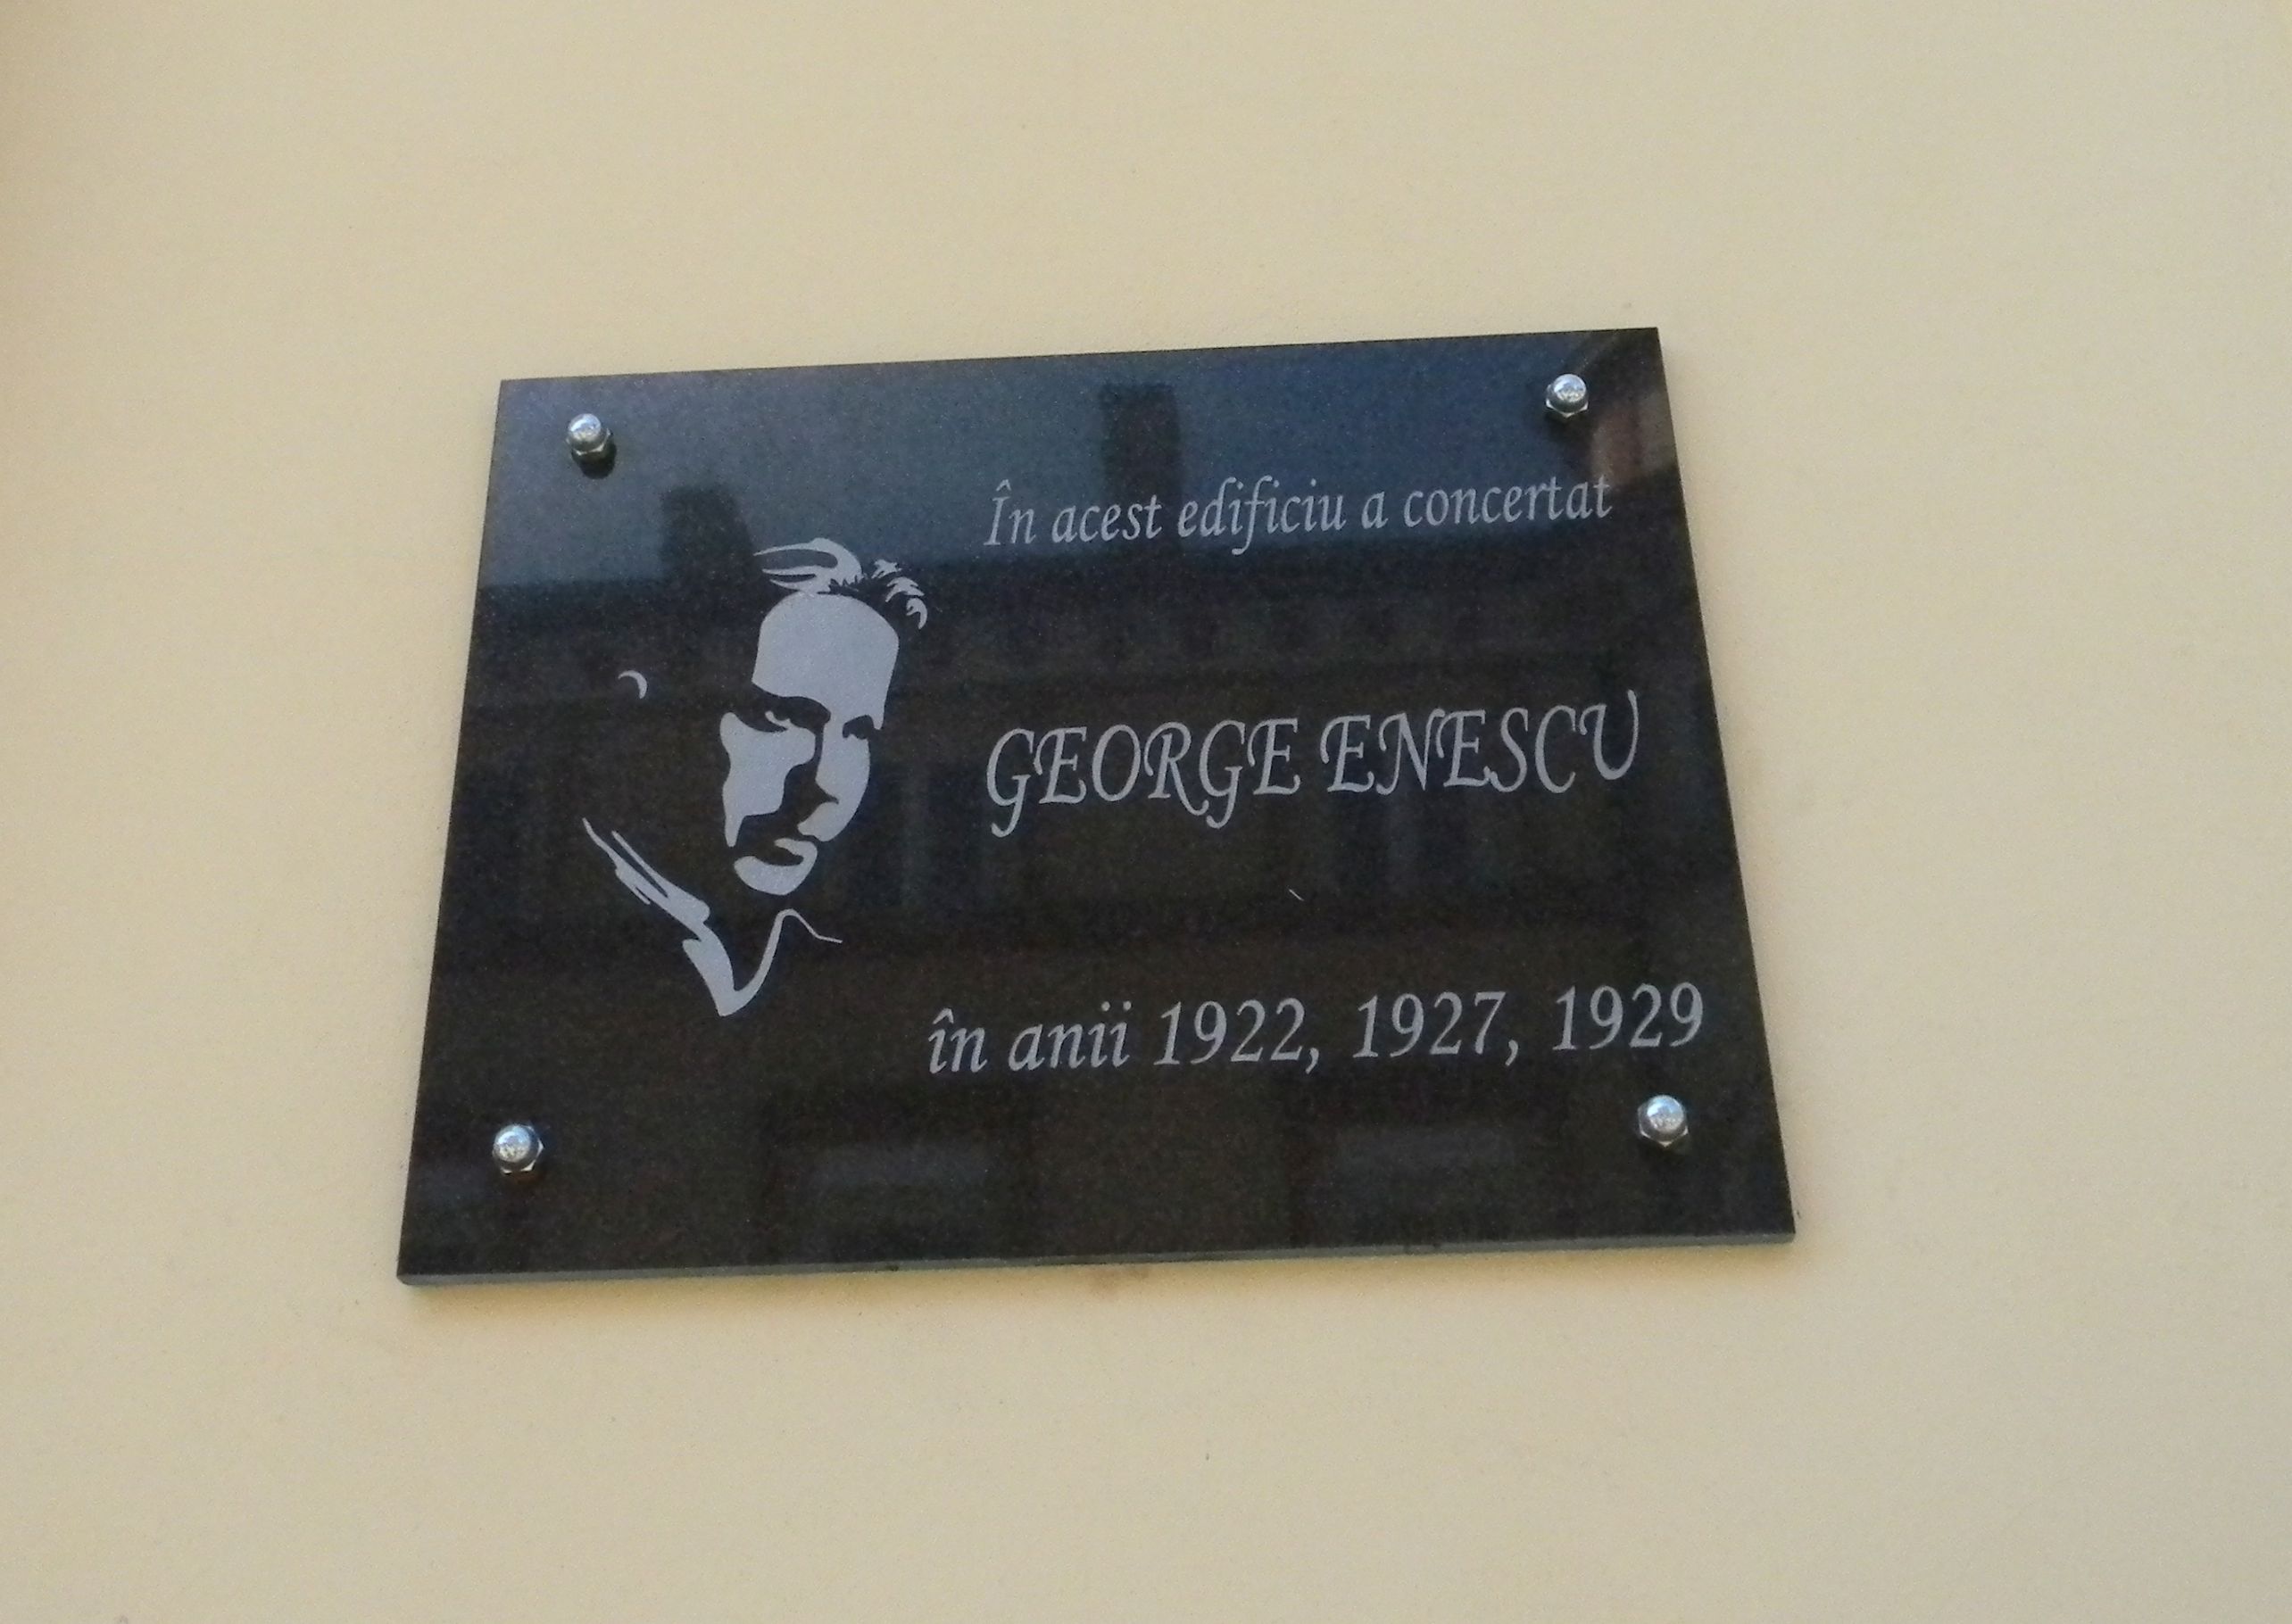 În acest edificiu a concertat
GEORGE ENESCU
în anii 1922, 1927, 1929